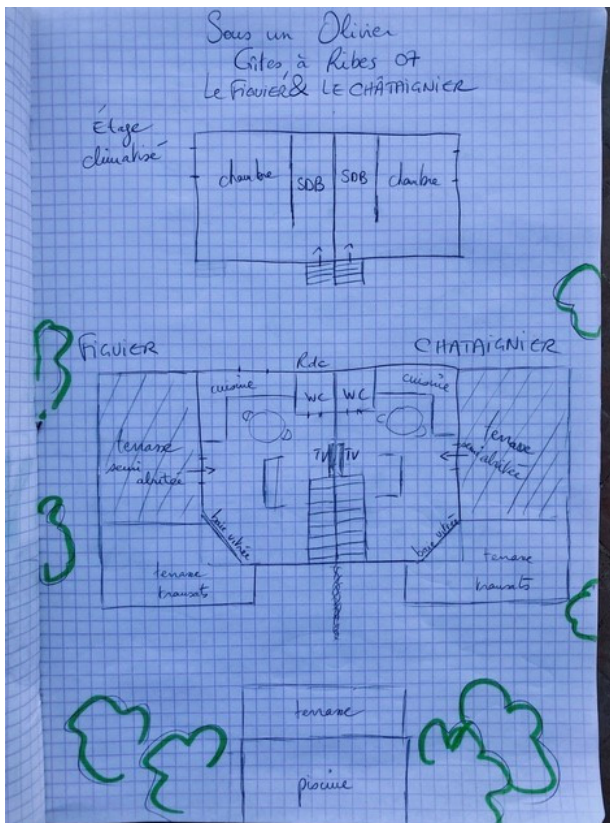 Sous un Olivier
Gîtes à Ribes 07
LE FIGUIER & LE CHÂTAIGNIER
Étage
climatisé
chambre
SDB
SDB
chambre
FIGUIER
Rdc
CHATAIGNIER
cuisine
WC
WC
cuisine
terrasse
semi
abritée
TV
TV
terrasse
semi abritée
baie vitrée
baie vitrée
terrasse
transats
terrasse
transats
terrasse
piscine